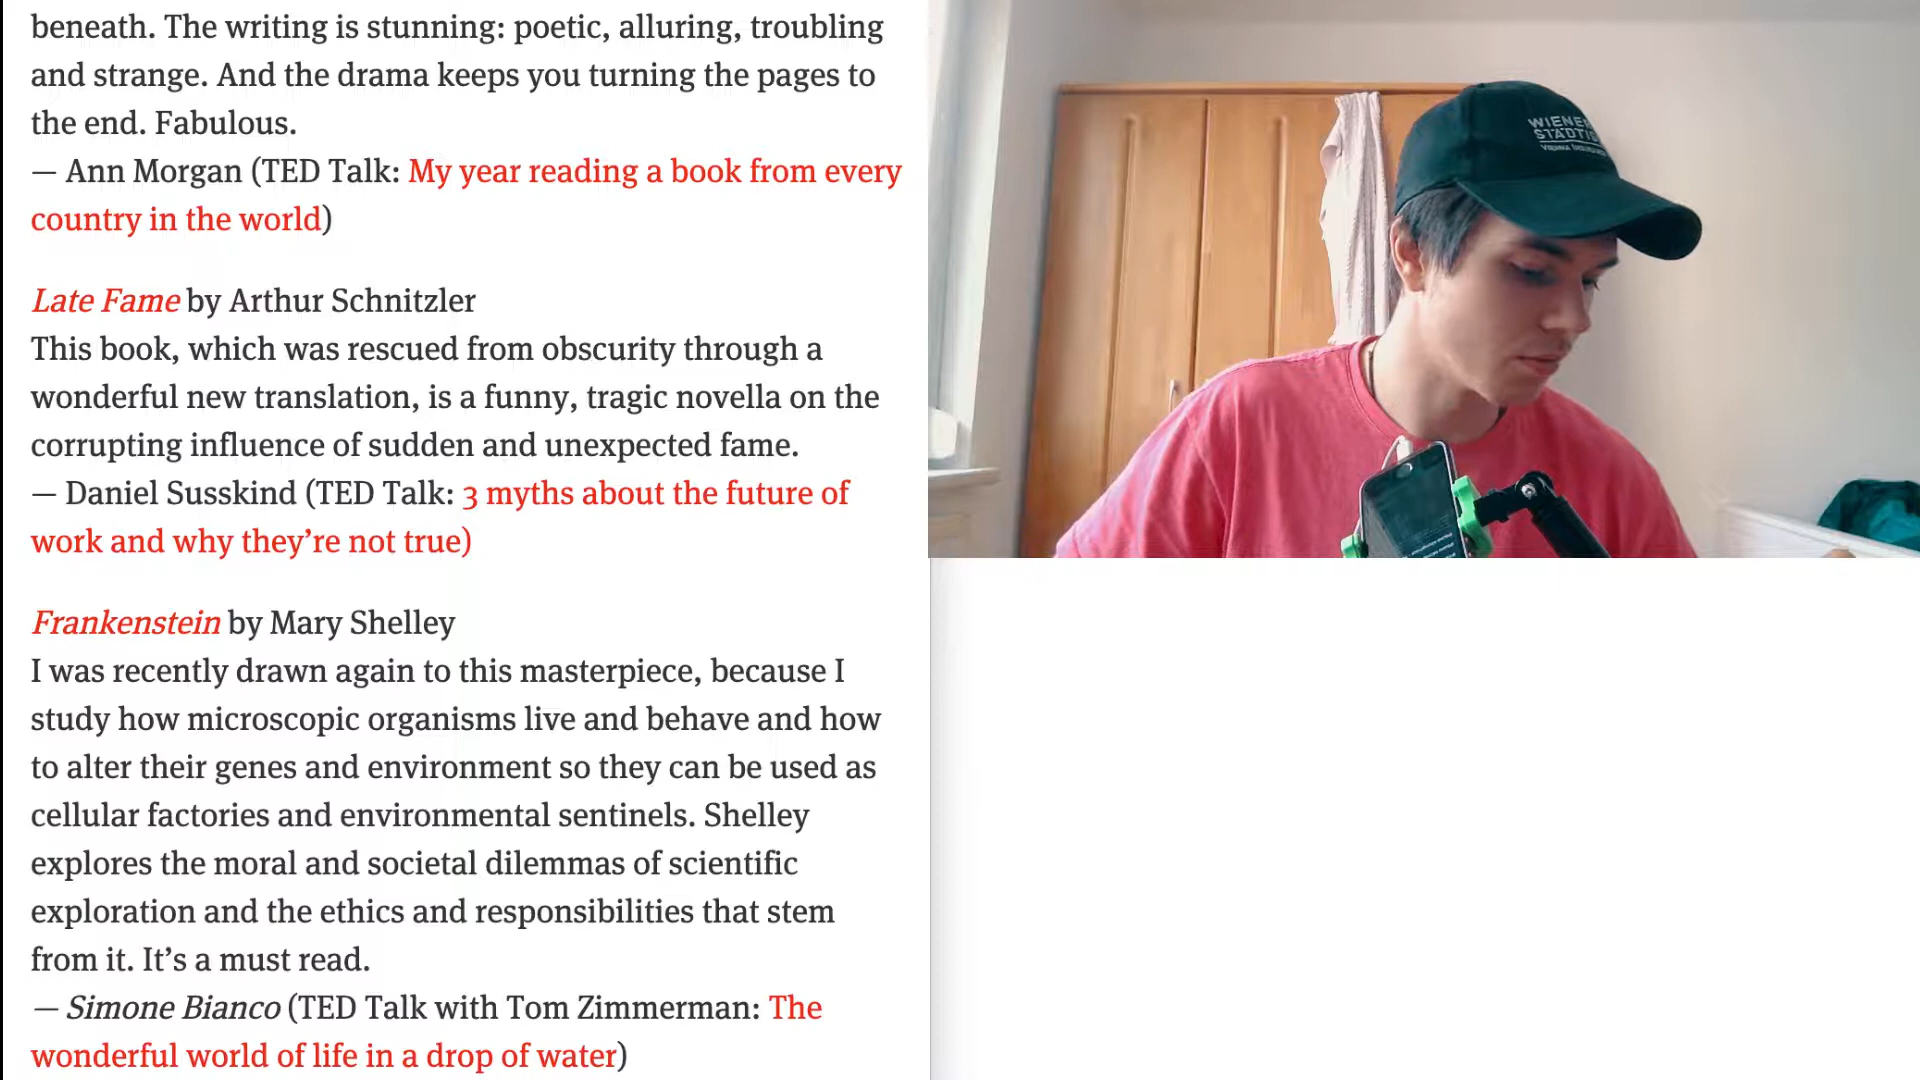 beneath. The writing is stunning: poetic, alluring, troubling
and strange. And the drama keeps you turning the pages to
the end. Fabulous.
— Ann Morgan (TED Talk: My year reading a book from every
country in the world)
Late Fame by Arthur Schnitzler
This book, which was rescued from obscurity through a
wonderful new translation, is a funny, tragic novella on the
corrupting influence of sudden and unexpected fame.
— Daniel Susskind (TED Talk: 3 myths about the future of
work and why they’re not true)
Frankenstein by Mary Shelley
I was recently drawn again to this masterpiece, because I
study how microscopic organisms live and behave and how
to alter their genes and environment so they can be used as
cellular factories and environmental sentinels. Shelley
explores the moral and societal dilemmas of scientific
exploration and the ethics and responsibilities that stem
from it. It’s a must read.
— Simone Bianco (TED Talk with Tom Zimmerman: The
wonderful world of life in a drop of water)
WIENE
STÄDTIS
VIENNA